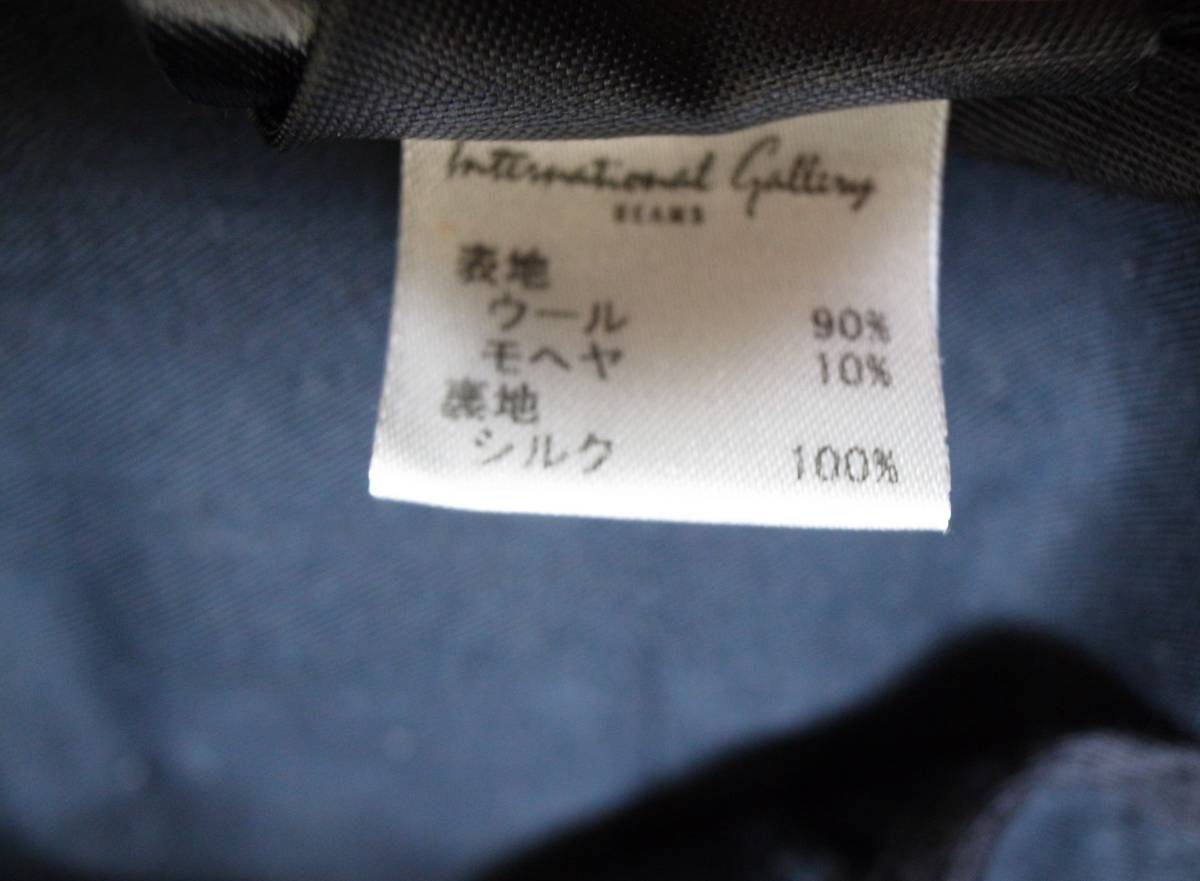 International Gallery
BEAMS
表地
ウール 90%
モヘヤ 10%
裏地
シルク 100%